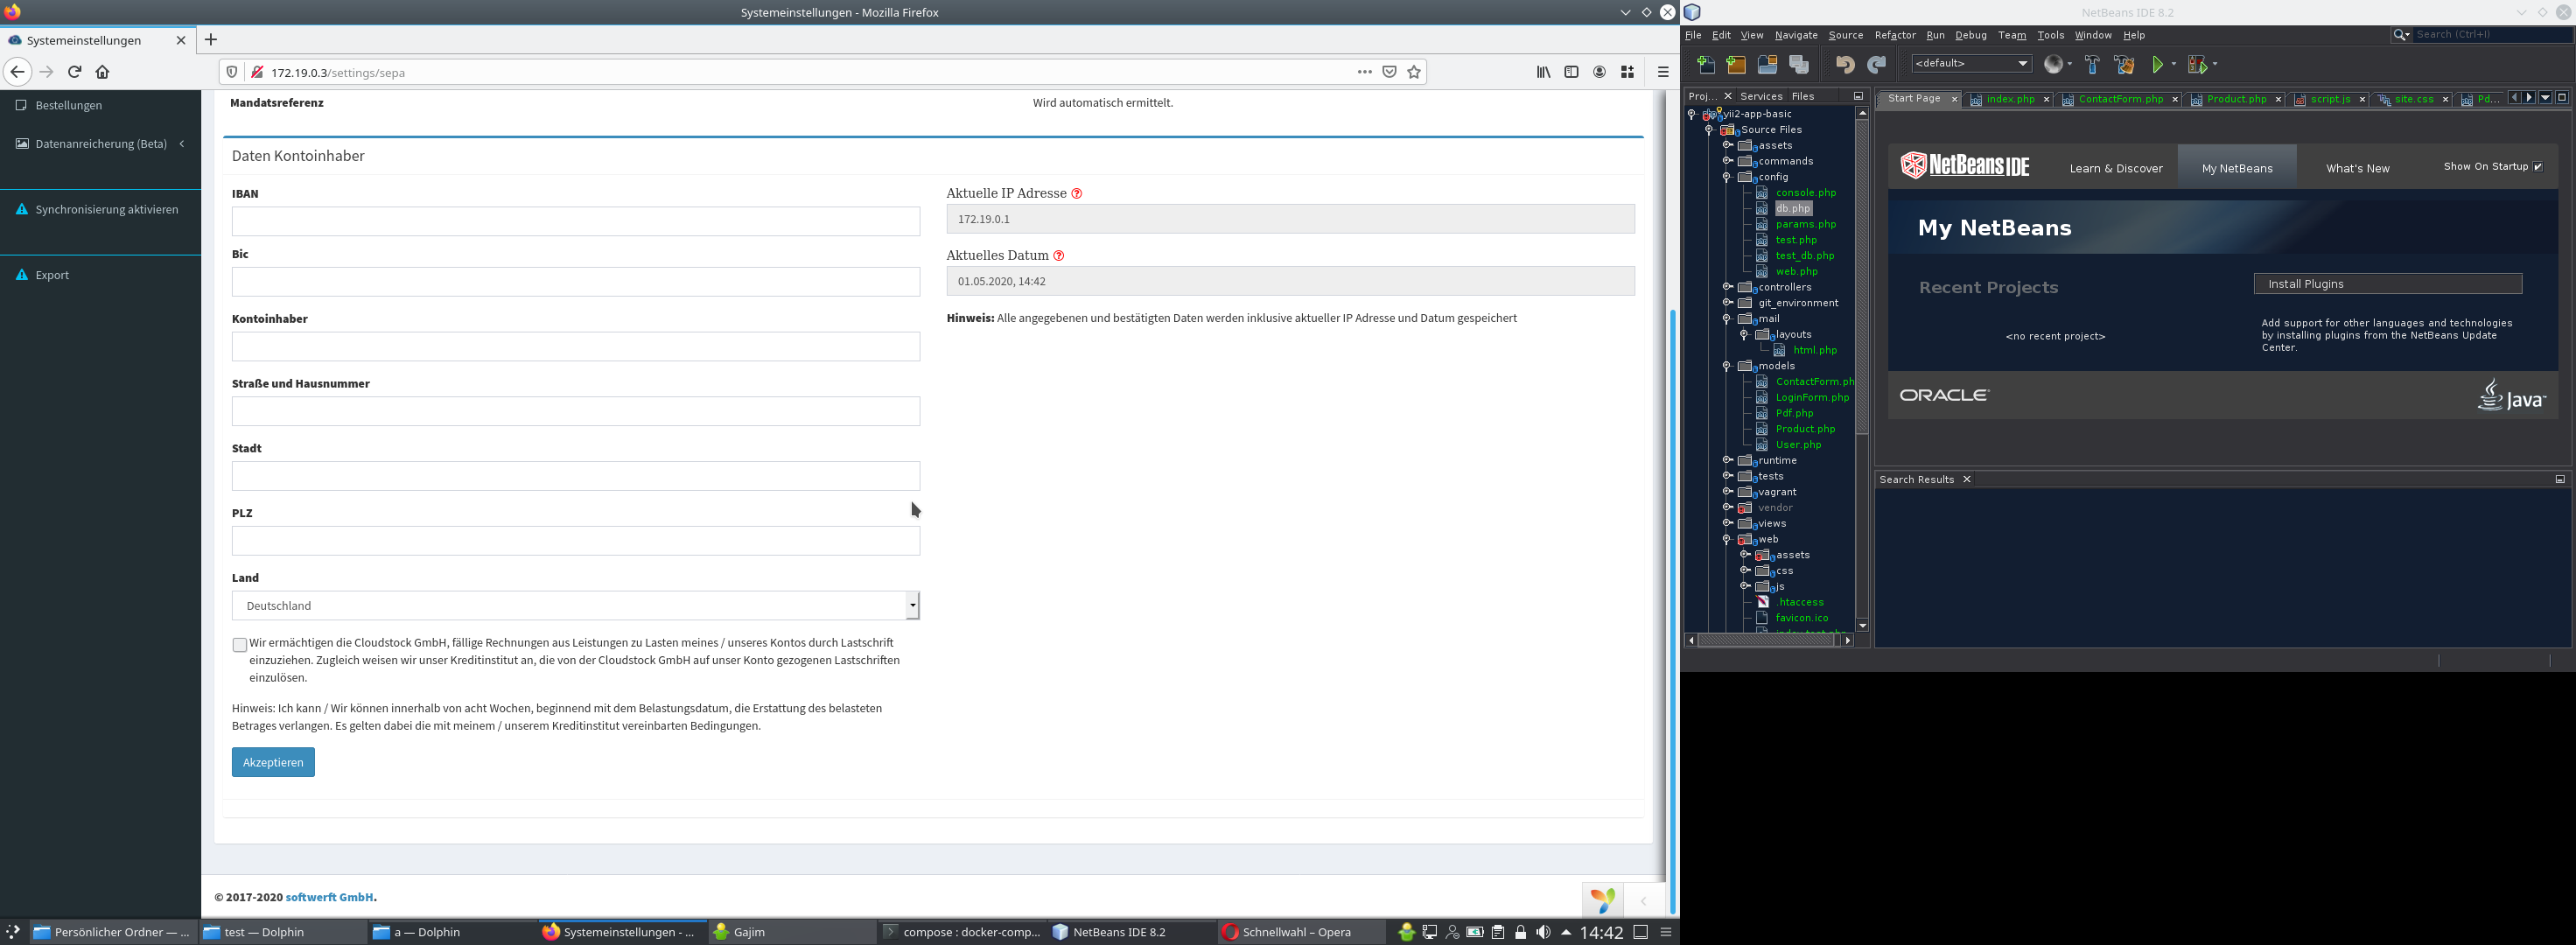 Systemeinstellungen - Mozilla Firefox
Systemeinstellungen
172.19.0.3/settings/sepa
Bestellungen
Datenanreicherung (Beta)
Synchronisierung aktivieren
Export
Mandatsreferenz
Wird automatisch ermittelt.
Daten Kontoinhaber
IBAN
Bic
Kontoinhaber
Straße und Hausnummer
Stadt
PLZ
Land
Deutschland
Wir ermächtigen die Cloudstock GmbH, fällige Rechnungen aus Leistungen zu Lasten meines / unseres Kontos durch Lastschrift
einzuziehen. Zugleich weisen wir unser Kreditinstitut an, die von der Cloudstock GmbH auf unser Konto gezogenen Lastschriften
einzulösen.
Hinweis: Ich kann / Wir können innerhalb von acht Wochen, beginnend mit dem Belastungsdatum, die Erstattung des belasteten
Betrages verlangen. Es gelten dabei die mit meinem / unserem Kreditinstitut vereinbarten Bedingungen.
Akzeptieren
Aktuelle IP Adresse
172.19.0.1
Aktuelles Datum
01.05.2020, 14:42
Hinweis: Alle angegebenen und bestätigten Daten werden inklusive aktueller IP Adresse und Datum gespeichert
© 2017-2020 softwerft GmbH.
NetBeans IDE 8.2
File Edit View Navigate Source Refactor Run Debug Team Tools Window Help
Search (Ctrl+I)
<default>
Proj... Services Files
yii2-app-basic
Source Files
assets
commands
config
console.php
db.php
params.php
test.php
test_db.php
web.php
controllers
git_environment
mail
layouts
html.php
models
ContactForm.ph
LoginForm.php
Pdf.php
Product.php
User.php
runtime
tests
vagrant
vendor
views
web
assets
css
js
.htaccess
favicon.ico
Start Page index.php ContactForm.php Product.php script.js site.css Pd...
NetBeans IDE
Learn & Discover
My NetBeans
What's New
Show On Startup
My NetBeans
Recent Projects
<no recent project>
Install Plugins
Add support for other languages and technologies
by installing plugins from the NetBeans Update
Center.
ORACLE
Java
Search Results
Persönlicher Ordner — ...
test — Dolphin
a — Dolphin
Systemeinstellungen - ...
Gajim
compose : docker-comp...
NetBeans IDE 8.2
Schnellwahl – Opera
14:42